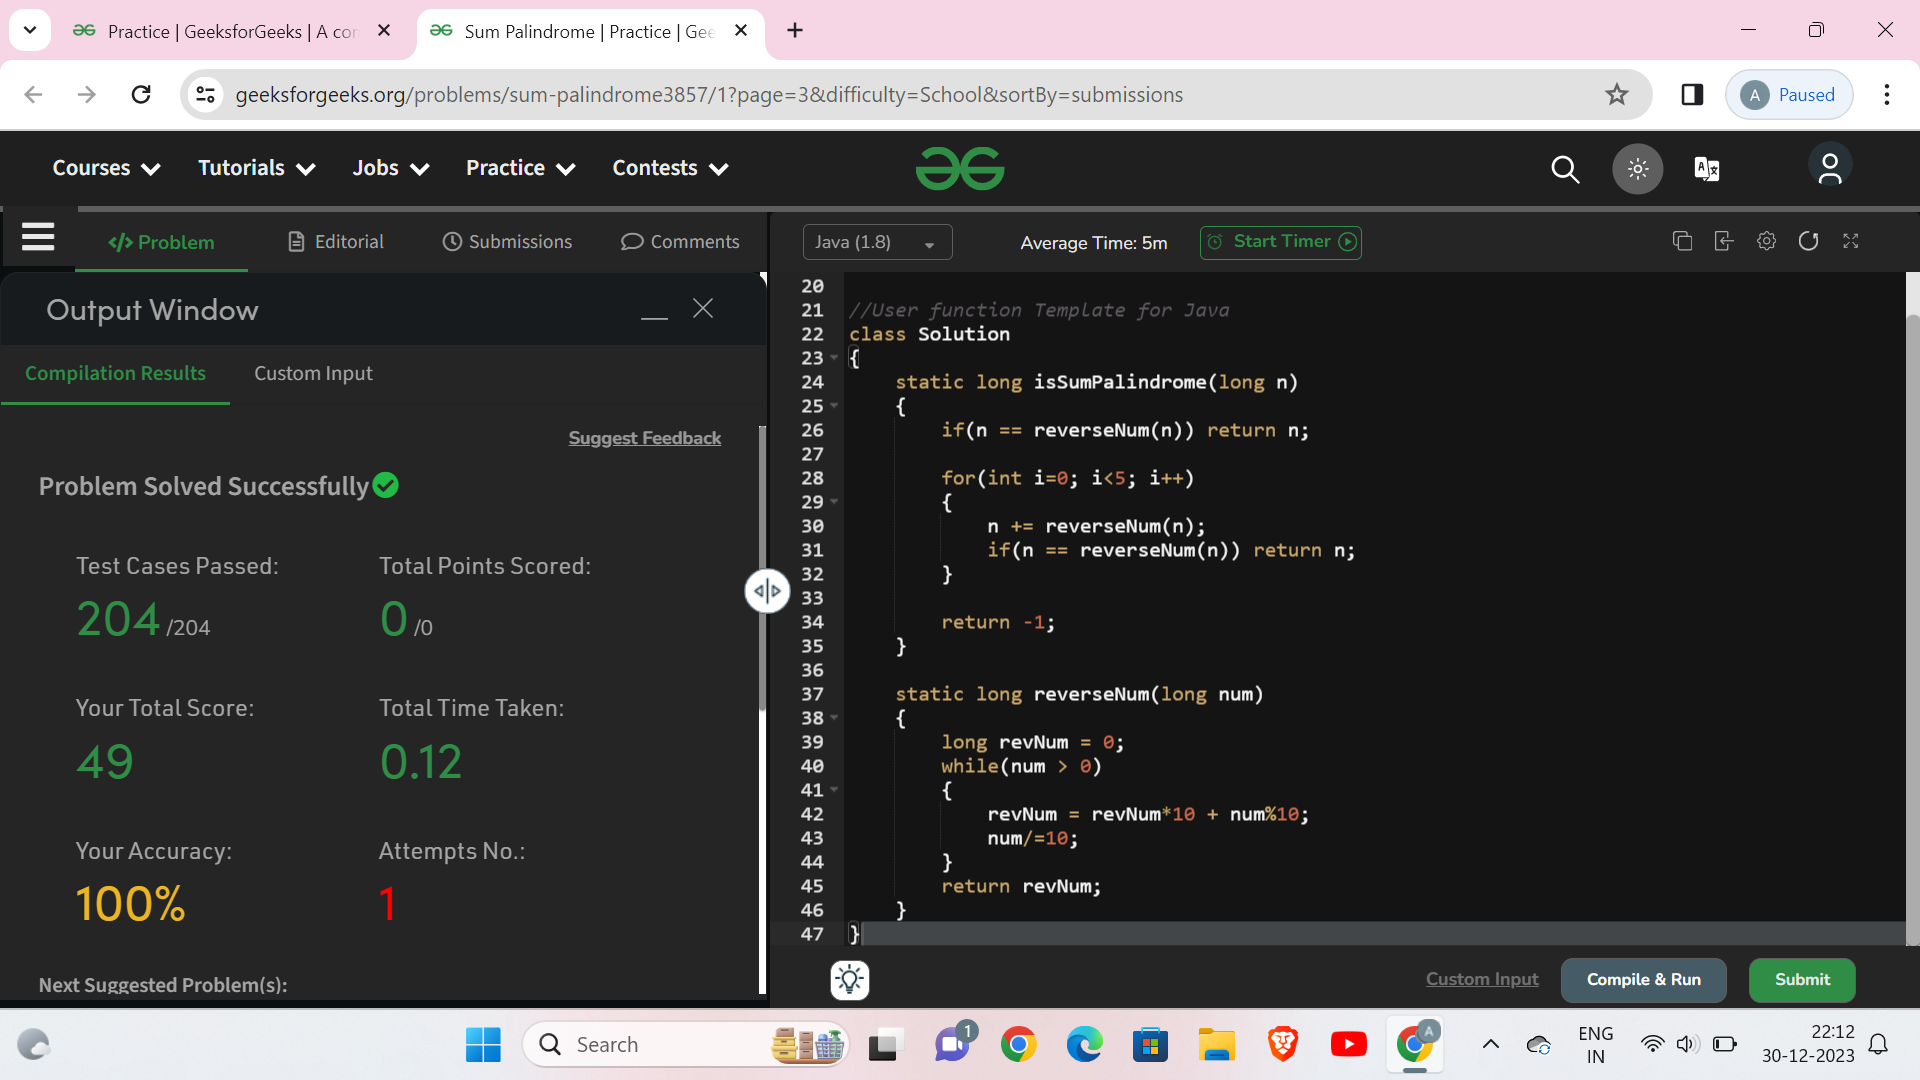 Practice | GeeksforGeeks | A cor
Sum Palindrome | Practice | Gee
geeksforgeeks.org/problems/sum-palindrome3857/1?page=3&difficulty=School&sortBy=submissions
A Paused
Courses Tutorials Jobs Practice Contests
</> Problem Editorial Submissions Comments
Java (1.8) Average Time: 5m Start Timer
Output Window
Compilation Results Custom Input
Suggest Feedback
Problem Solved Successfully
Test Cases Passed: Total Points Scored:
204 /204 0 /0
Your Total Score: Total Time Taken:
49 0.12
Your Accuracy: Attempts No.:
100% 1
Next Suggested Problem(s):
20
21 //User function Template for Java
22 class Solution
23 {
24 static long isSumPalindrome(long n)
25 {
26 if(n == reverseNum(n)) return n;
27
28 for(int i=0; i<5; i++)
29 {
30 n += reverseNum(n);
31 if(n == reverseNum(n)) return n;
32 }
33
34 return -1;
35 }
36
37 static long reverseNum(long num)
38 {
39 long revNum = 0;
40 while(num > 0)
41 {
42 revNum = revNum*10 + num%10;
43 num/=10;
44 }
45 return revNum;
46 }
47 }
Custom Input Compile & Run Submit
Search
1
A
ENG
IN
22:12
30-12-2023